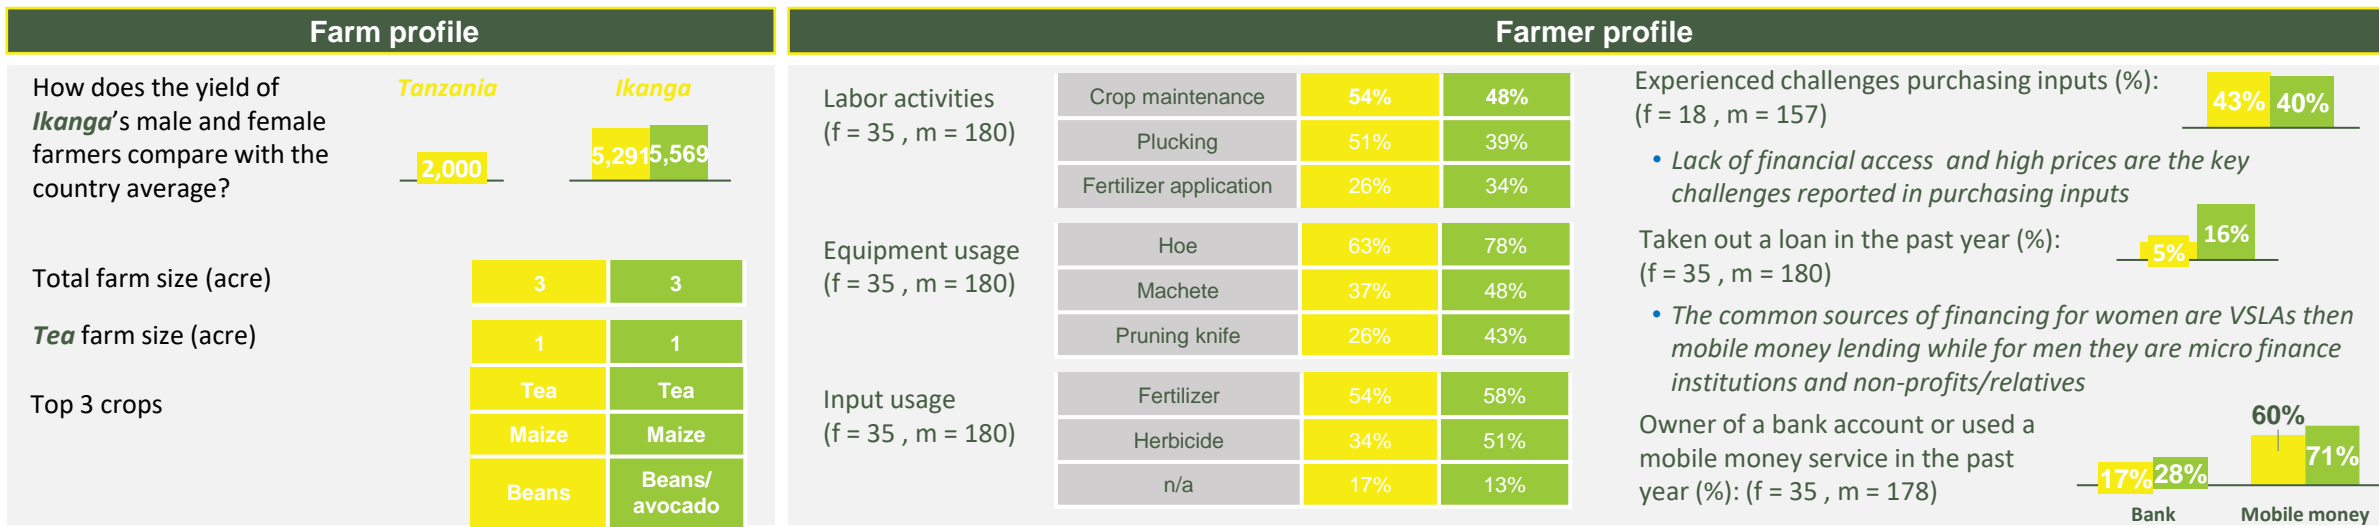 Farm profile
How does the yield of
Ikanga's male and female
farmers compare with the
country average?
Tanzania
Ikanga
2,000
5,291 5,569
Total farm size (acre)
3 3
Tea farm size (acre)
1 1
Top 3 crops
Tea Tea
Maize Maize
Beans Beans/
avocado
Farmer profile
Labor activities
(f = 35 , m = 180)
Crop maintenance 54% 48%
Plucking 51% 39%
Fertilizer application 26% 34%
Equipment usage
(f = 35 , m = 180)
Hoe 63% 78%
Machete 37% 48%
Pruning knife 26% 43%
Input usage
(f = 35 , m = 180)
Fertilizer 54% 58%
Herbicide 34% 51%
n/a 17% 13%
Experienced challenges purchasing inputs (%):
(f = 18 , m = 157)
43% 40%
• Lack of financial access and high prices are the key
challenges reported in purchasing inputs
Taken out a loan in the past year (%):
(f = 35 , m = 180)
5% 16%
• The common sources of financing for women are VSLAs then
mobile money lending while for men they are micro finance
institutions and non-profits/relatives
Owner of a bank account or used a
mobile money service in the past
year (%): (f = 35 , m = 178)
17% 28%
60%
71%
Bank Mobile money